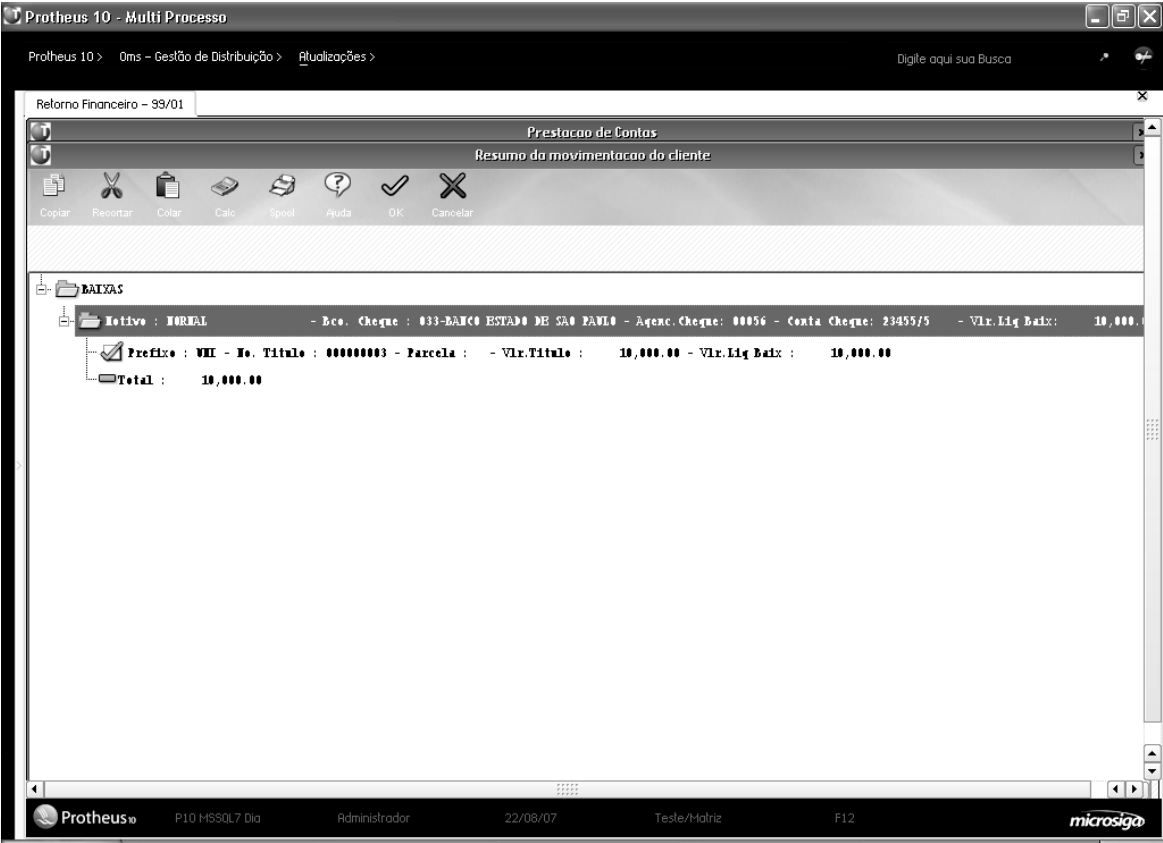 Protheus 10 - Multi Processo
Protheus 10 > Oms – Gestão de Distribuição > Atualizações > Digite aqui sua Busca
Retorno Financeiro – 99/01
Prestacao de Contas
Resumo da movimentacao do cliente
Copiar Recortar Colar Calc Spool Ajuda OK Cancelar
BAIXAS
Motivo : NORMAL - Bco. Cheque : 033-BANCO ESTADO DE SAO PAULO - Agenc.Cheque: 00056 - Conta Cheque: 23455/5 - Vlr.Liq Baix: 10,000.
Prefixo : UNI - No. Titulo : 000000003 - Parcela : - Vlr.Titulo : 10,000.00 - Vlr.Liq Baix : 10,000.00
Total : 10,000.00
Protheus10 P10 MSSQL7 Dia Administrador 22/08/07 Teste/Matriz F12 microsiga